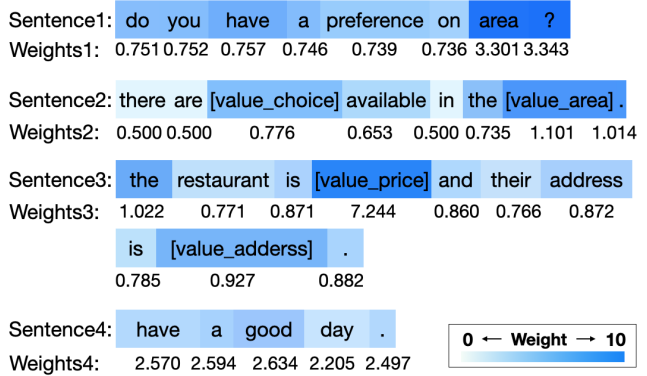 Sentence1: do you have a preference on area ?
Weights1: 0.751 0.752 0.757 0.746 0.739 0.736 3.301 3.343
Sentence2: there are [value_choice] available in the [value_area] .
Weights2: 0.500 0.500 0.776 0.653 0.500 0.735 1.101 1.014
Sentence3: the restaurant is [value_price] and their address
Weights3: 1.022 0.771 0.871 7.244 0.860 0.766 0.872
is [value_adderss] .
0.785 0.927 0.882
Sentence4: have a good day .
Weights4: 2.570 2.594 2.634 2.205 2.497
0 ← Weight → 10